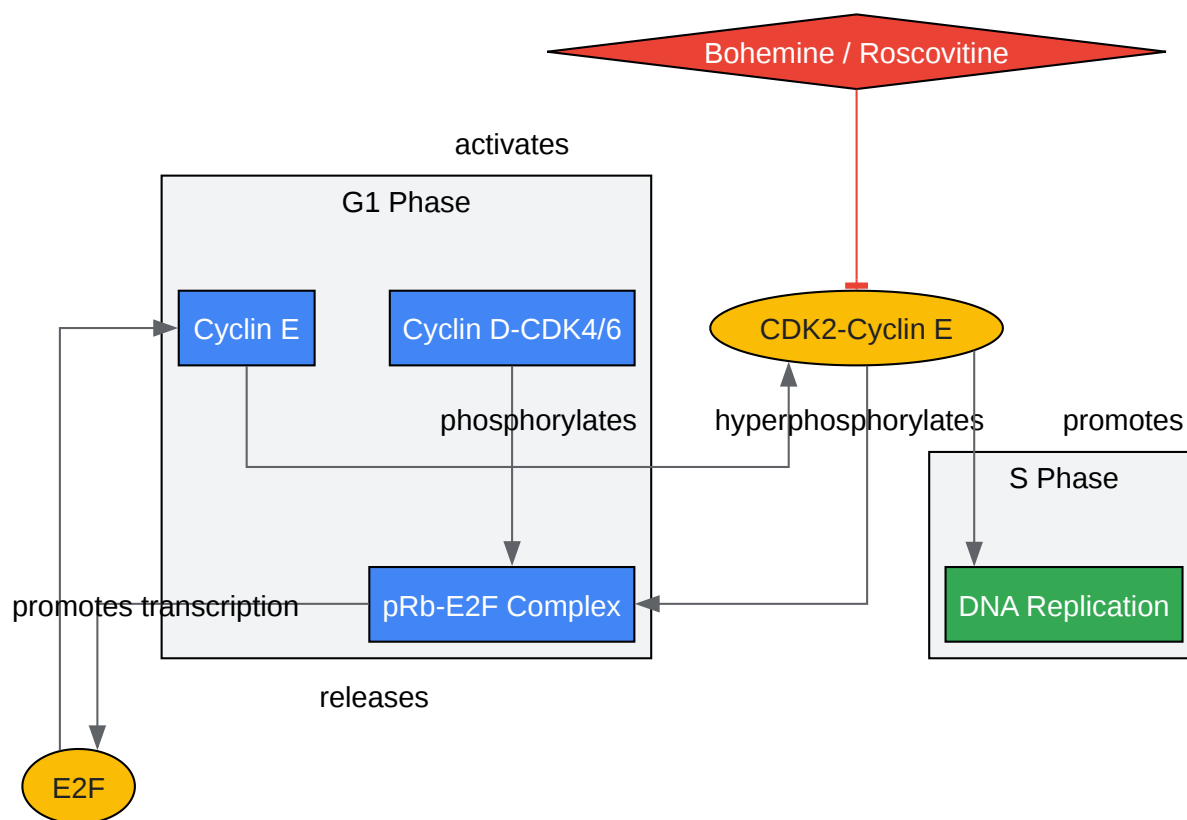 Bohemine / Roscovitine
activates
G1 Phase
Cyclin E
Cyclin D-CDK4/6
CDK2-Cyclin E
phosphorylates
hyperphosphorylates
promotes
S Phase
promotes transcription
pRb-E2F Complex
DNA Replication
releases
E2F